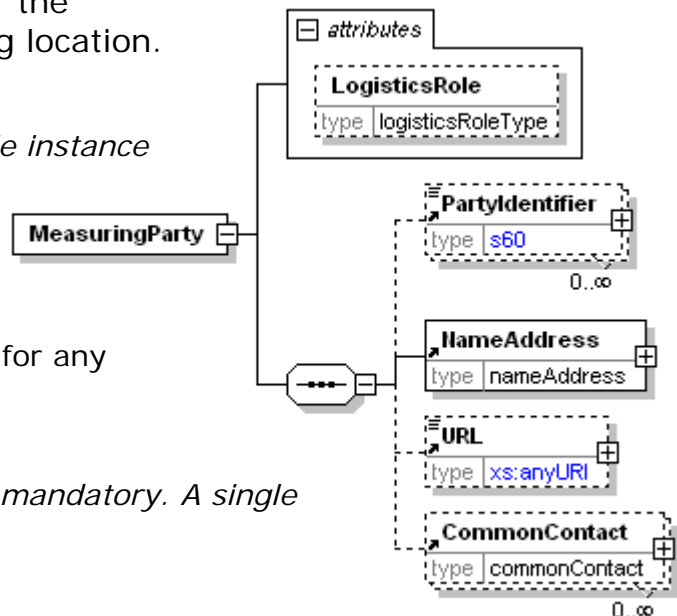 the
g location.
e instance
for any
mandatory. A single
attributes
LogisticsRole
type logisticsRoleType
MeasuringParty
PartyIdentifier
type s60
0..∞
NameAddress
type nameAddress
URL
type xs:anyURI
CommonContact
type commonContact
0..∞